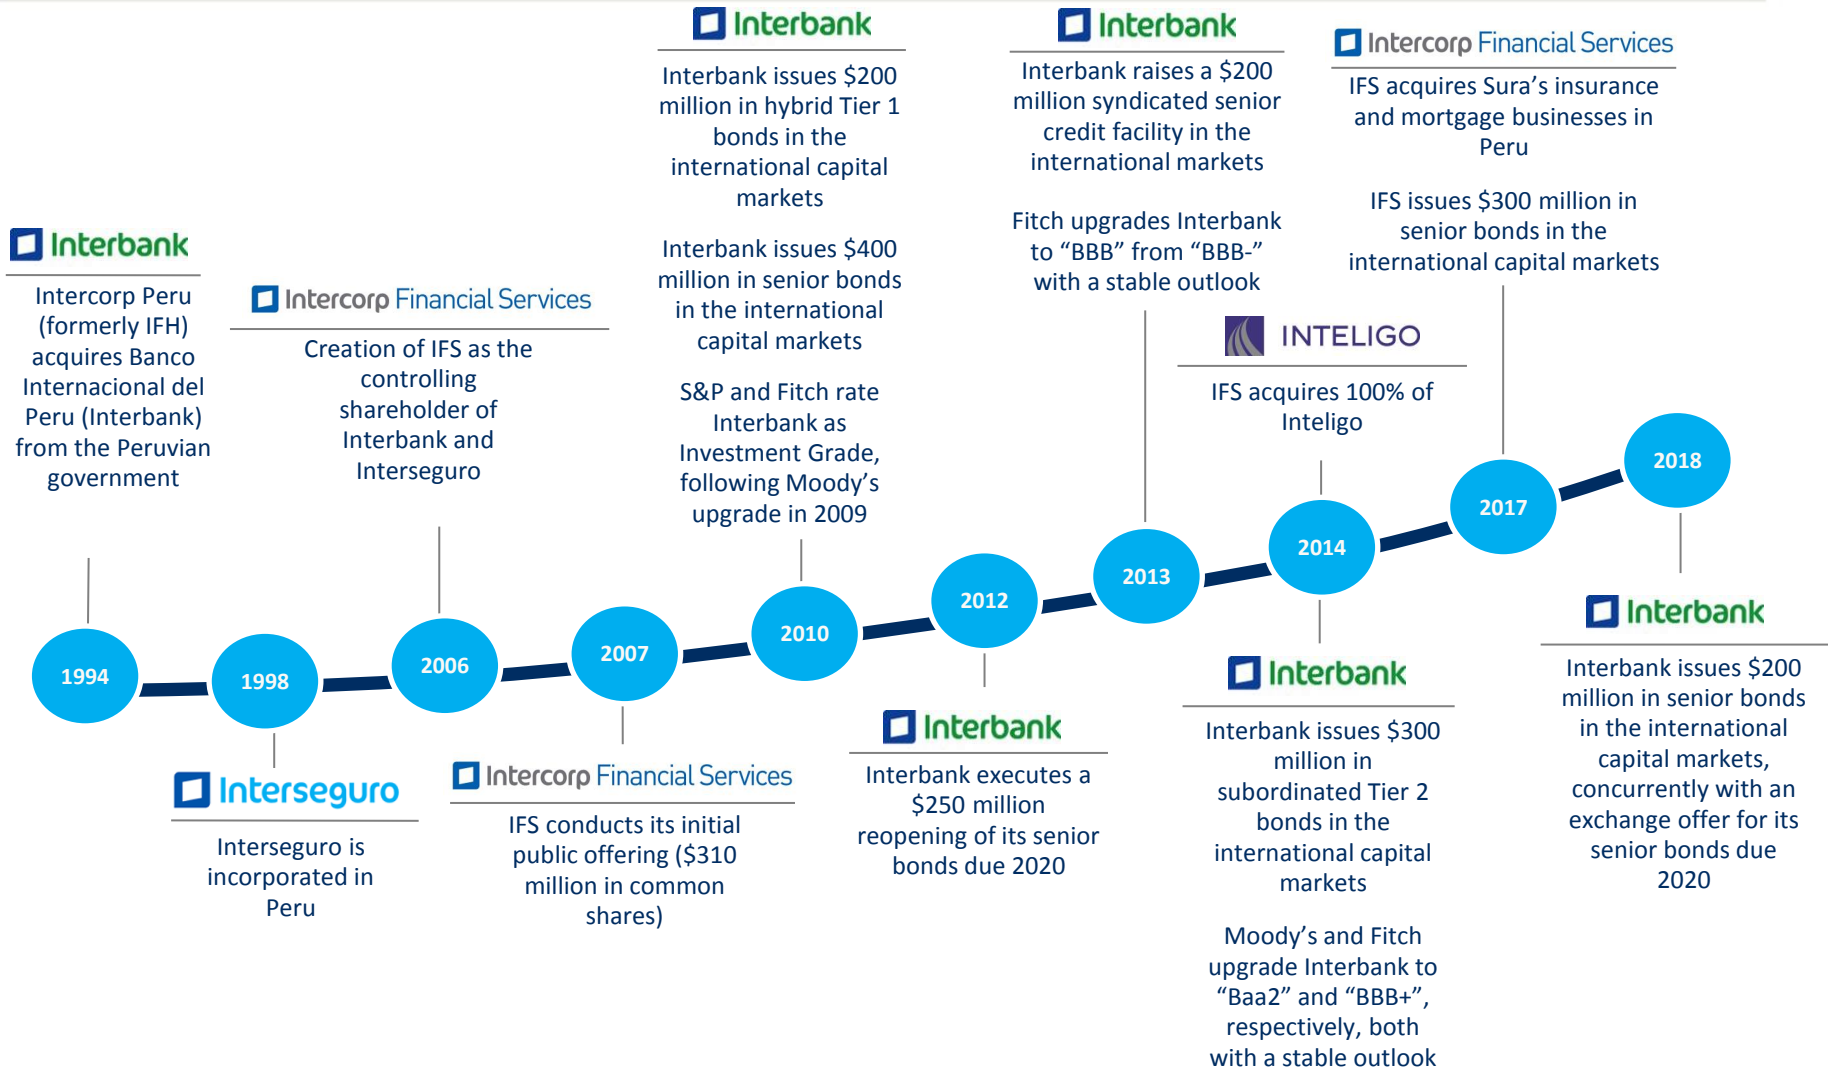 Interbank
Intercorp Peru
(formerly IFH)
acquires Banco
Internacional del
Peru (Interbank)
from the Peruvian
government
1994
1998
Interseguro
Interseguro is
incorporated in
Peru
Intercorp Financial Services
Creation of IFS as the
controlling
shareholder of
Interbank and
Interseguro
2006
2007
Intercorp Financial Services
IFS conducts its initial
public offering ($310
million in common
shares)
Interbank
Interbank issues $200
million in hybrid Tier 1
bonds in the
international capital
markets
Interbank issues $400
million in senior bonds
in the international
capital markets
S&P and Fitch rate
Interbank as
Investment Grade,
following Moody’s
upgrade in 2009
2010
2012
Interbank
Interbank executes a
$250 million
reopening of its senior
bonds due 2020
Interbank
Interbank raises a $200
million syndicated senior
credit facility in the
international markets
Fitch upgrades Interbank
to “BBB” from “BBB-”
with a stable outlook
2013
INTELIGO
IFS acquires 100% of
Inteligo
2014
Interbank
Interbank issues $300
million in
subordinated Tier 2
bonds in the
international capital
markets
Moody’s and Fitch
upgrade Interbank to
“Baa2” and “BBB+”,
respectively, both
with a stable outlook
Intercorp Financial Services
IFS acquires Sura’s insurance
and mortgage businesses in
Peru
IFS issues $300 million in
senior bonds in the
international capital markets
2017
2018
Interbank
Interbank issues $200
million in senior bonds
in the international
capital markets,
concurrently with an
exchange offer for its
senior bonds due
2020